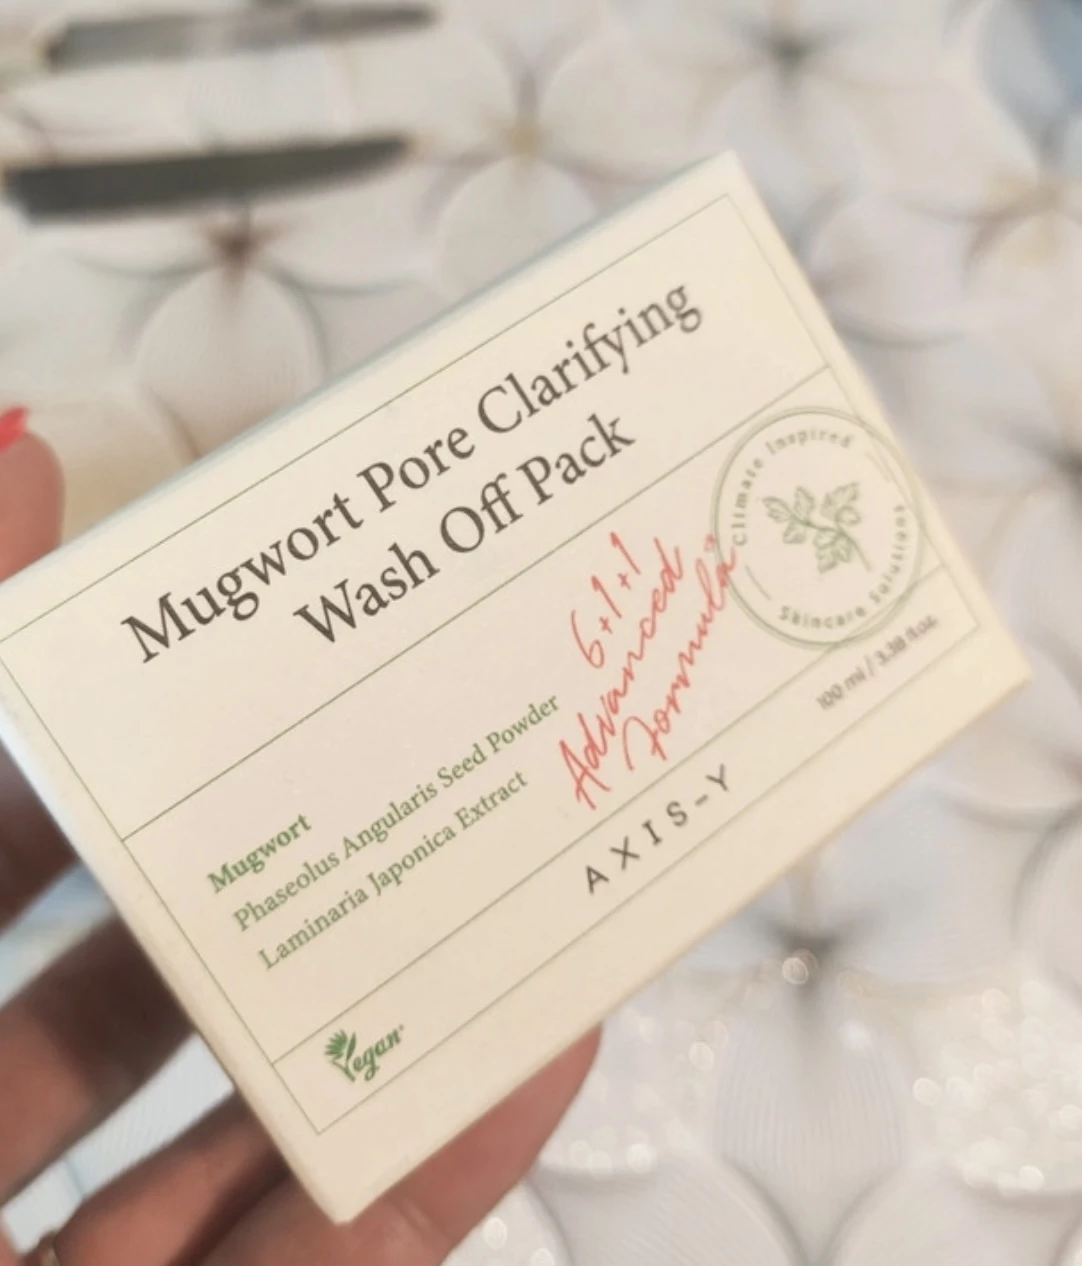 Mugwort Pore Clarifying
Wash Off Pack
Climate Inspired
Skincare Solutions
6+1+1
Advanced
Formula
Mugwort
Phaseolus Angularis Seed Powder
Laminaria Japonica Extract
100 ml / 3.38 fl.oz.
AXIS-Y
Vegan